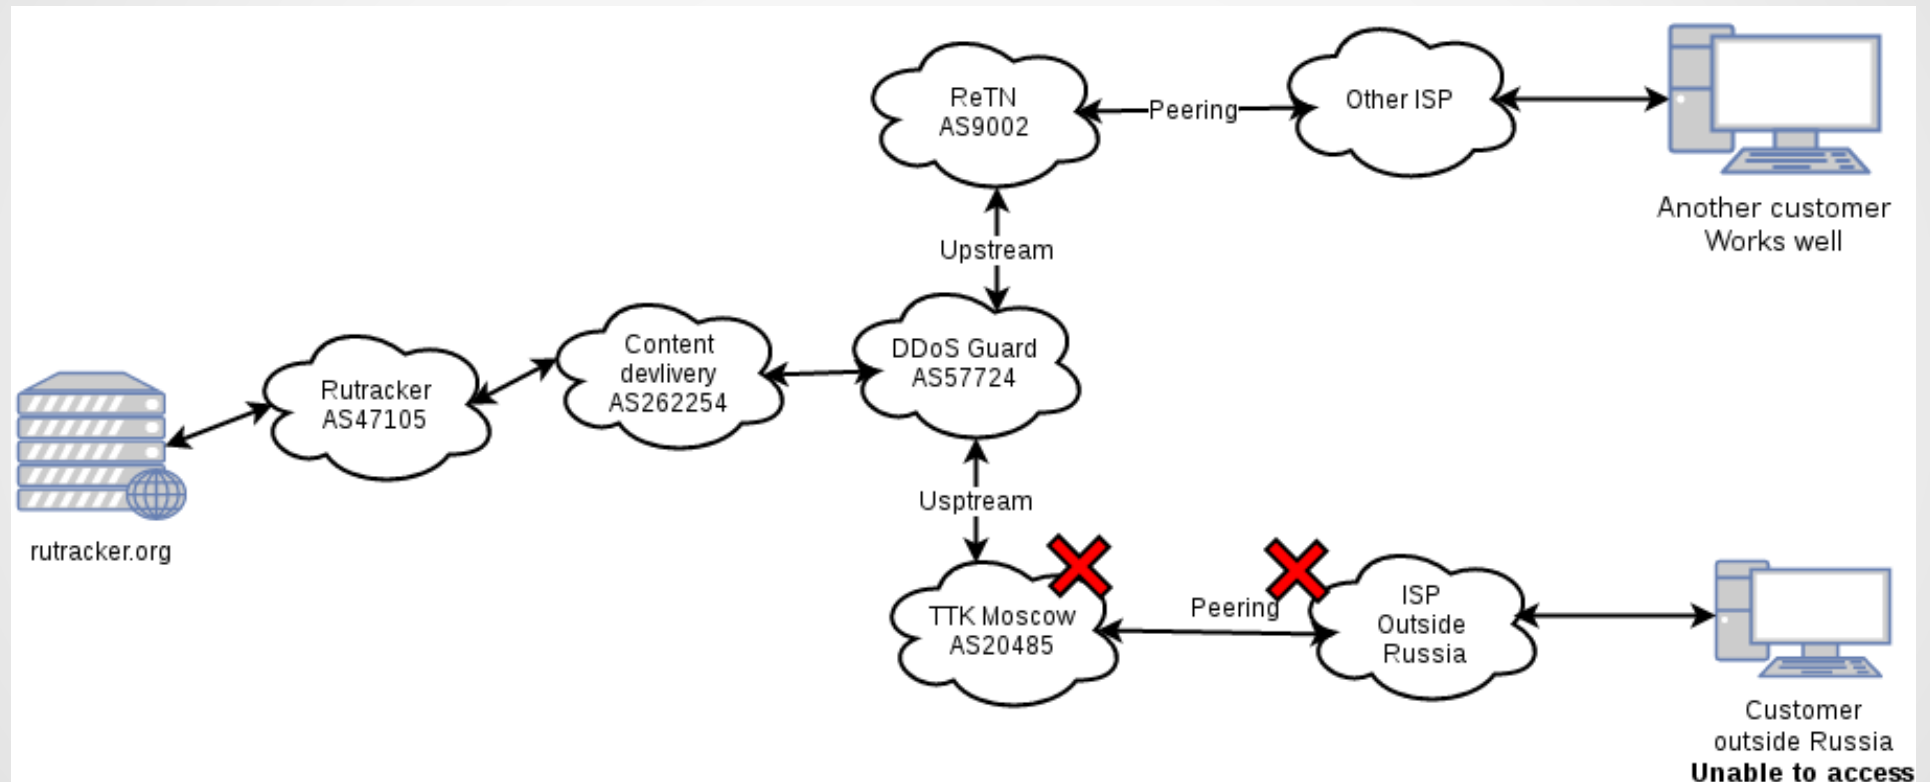 ReTN
AS9002
Peering
Other ISP
Another customer
Works well
Upstream
Content
devlivery
AS262254
DDoS Guard
AS57724
Rutracker
AS47105
rutracker.org
Usptream
TTK Moscow
AS20485
Peering
ISP
Outside
Russia
Customer
outside Russia
Unable to access